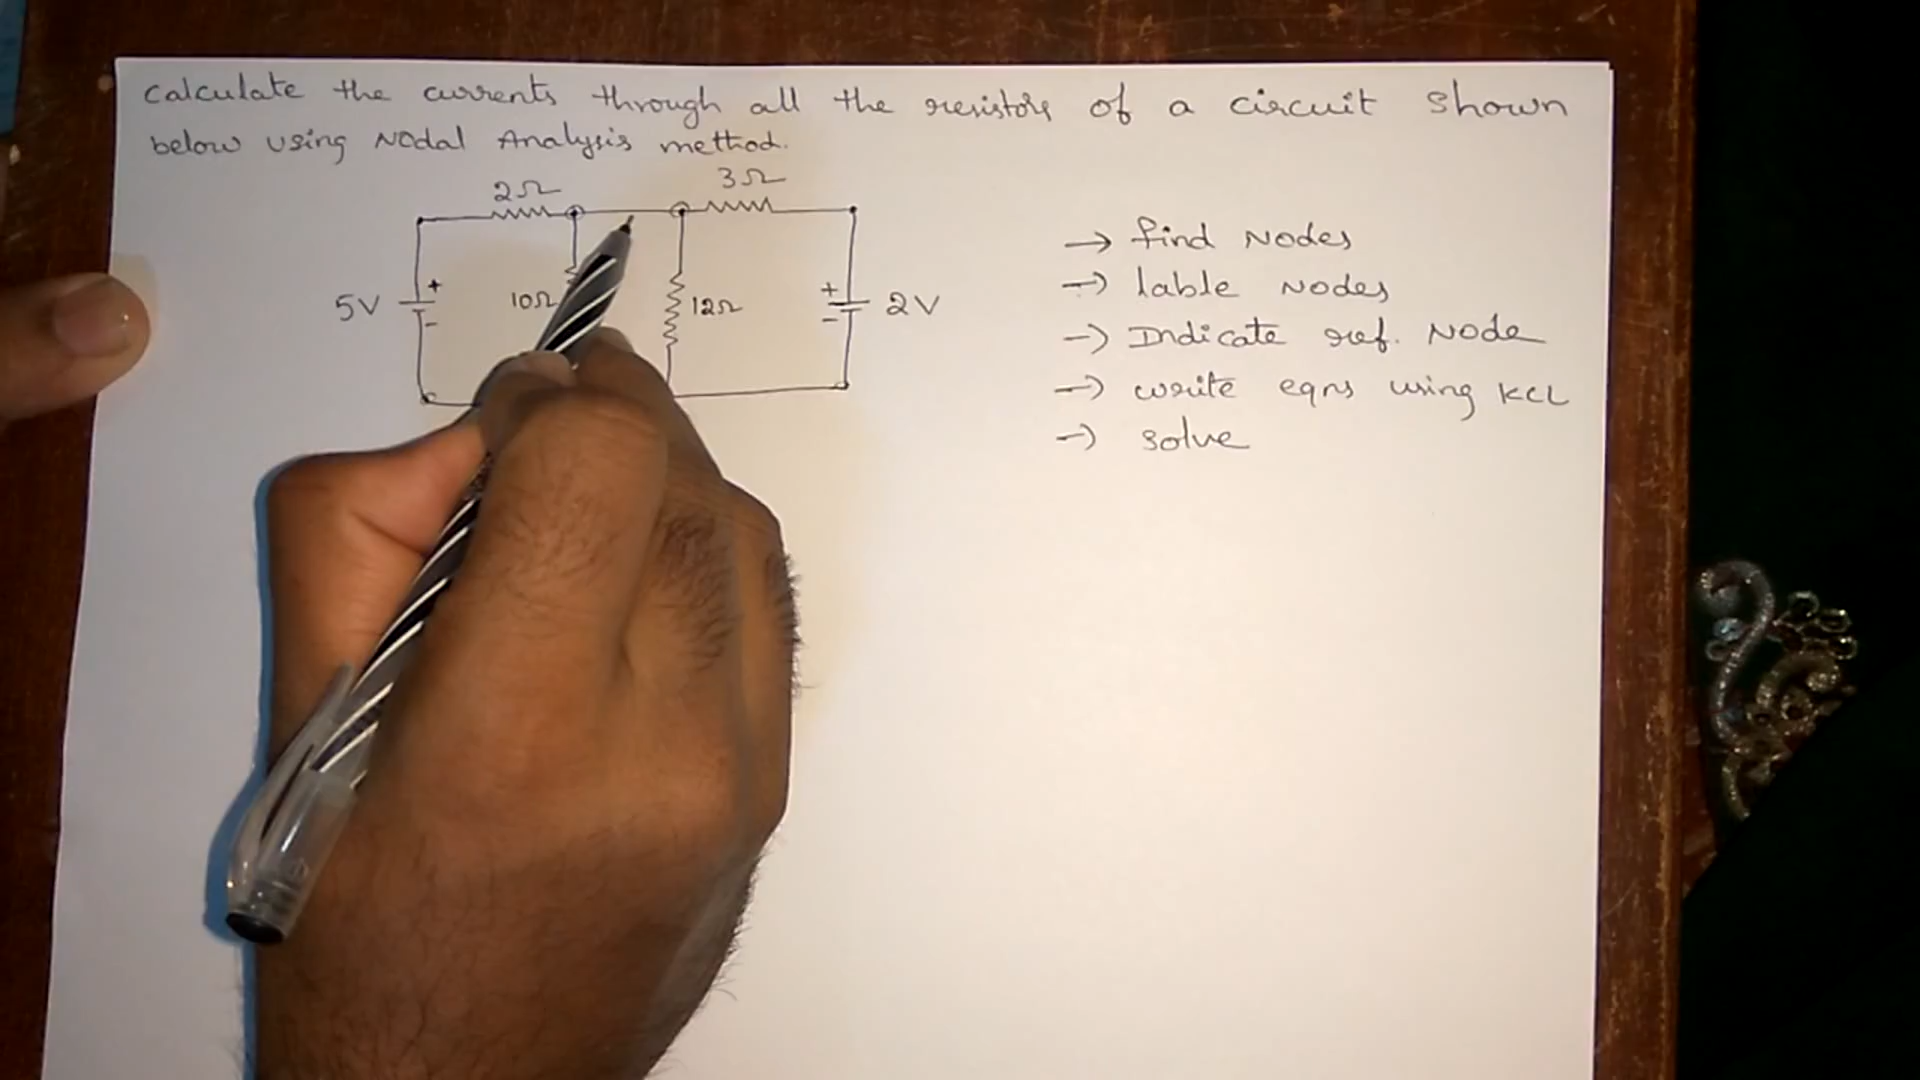 calculate the currents through all the resistors of a circuit shown
below using Nodal Analysis method.
2Ω
3Ω
5V
+
-
10Ω
12Ω
+
-
2V
→ find Nodes
→ lable Nodes
→ Indicate ref. Node
→ write eqns using KCL
→ solve